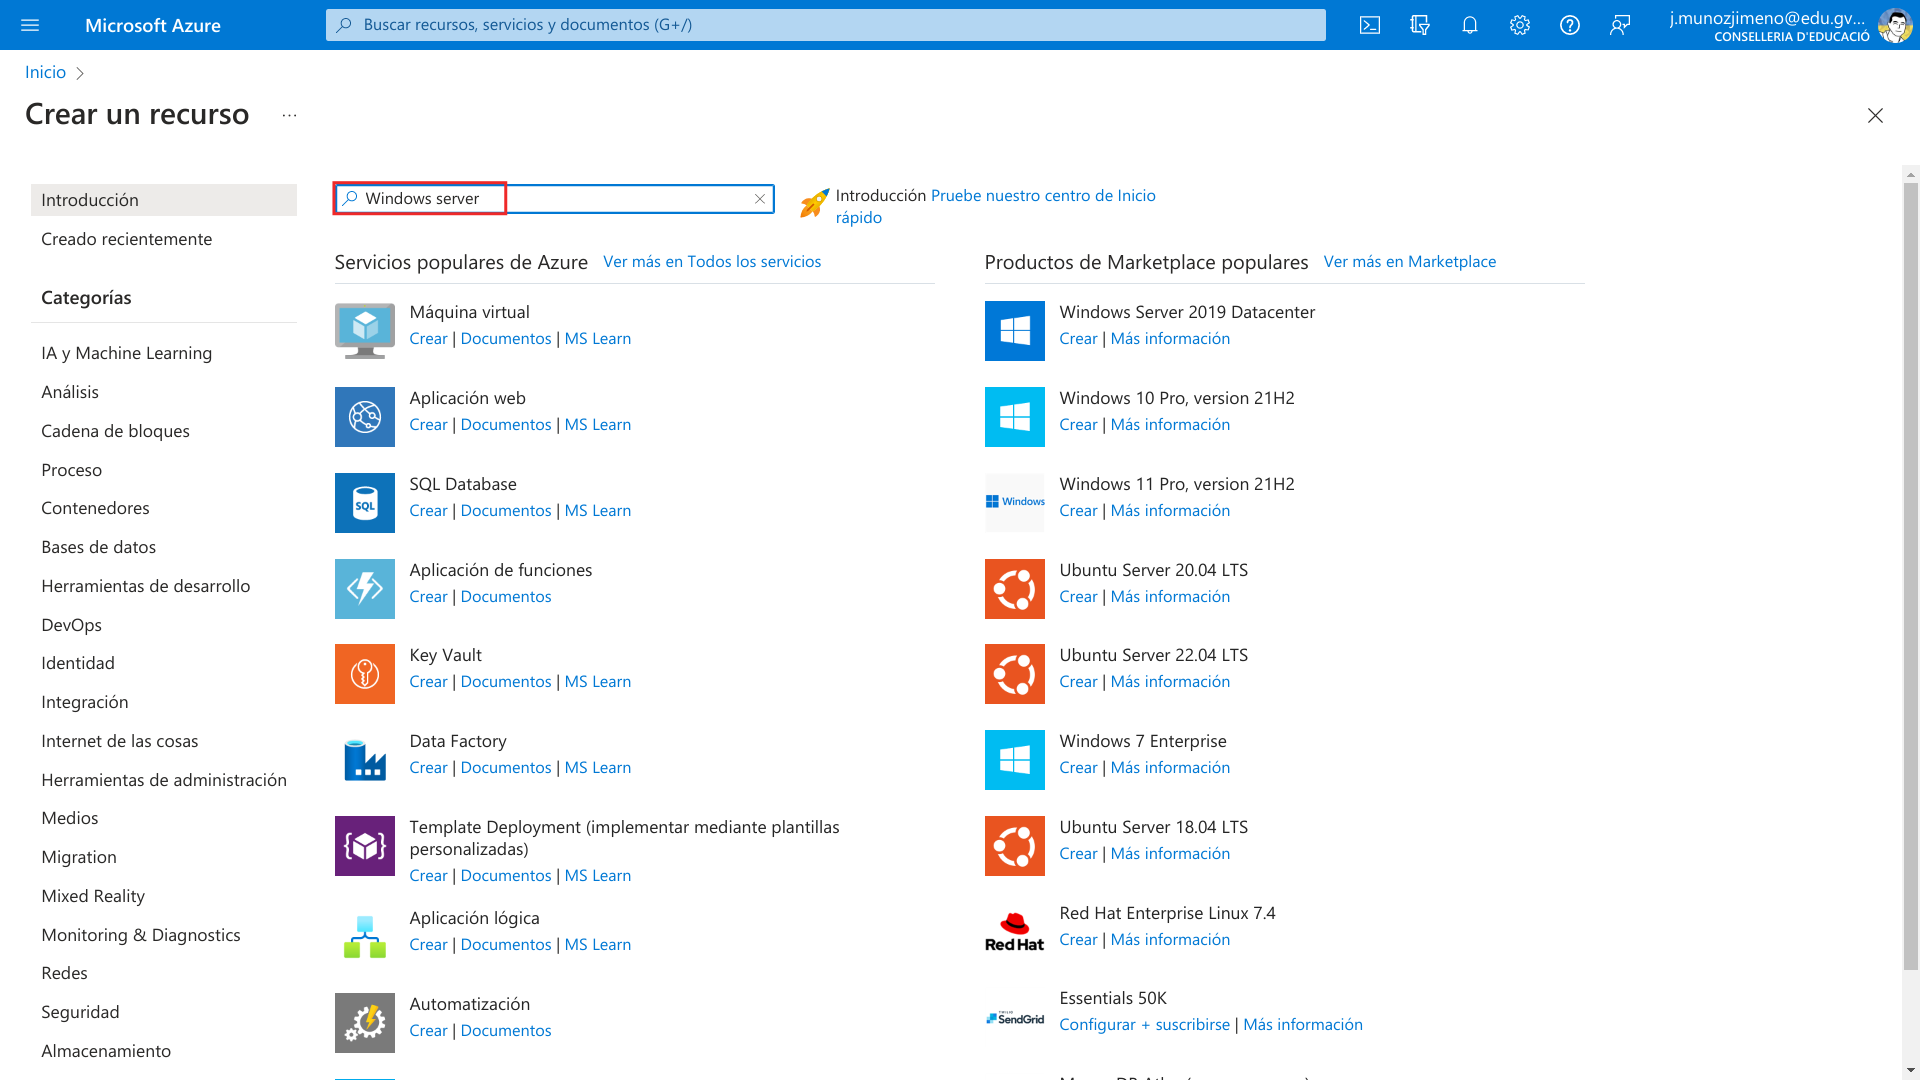 Microsoft Azure
Buscar recursos, servicios y documentos (G+/)
j.munozjimeno@edu.gv...
CONSELLERIA D'EDUCACIÓ
Inicio
Crear un recurso
...
Introducción
Creado recientemente
Categorías
IA y Machine Learning
Análisis
Cadena de bloques
Proceso
Contenedores
Bases de datos
Herramientas de desarrollo
DevOps
Identidad
Integración
Internet de las cosas
Herramientas de administración
Medios
Migration
Mixed Reality
Monitoring & Diagnostics
Redes
Seguridad
Almacenamiento
Windows server
Introducción Pruebe nuestro centro de Inicio
rápido
Servicios populares de Azure Ver más en Todos los servicios
Máquina virtual
Crear | Documentos | MS Learn
Aplicación web
Crear | Documentos | MS Learn
SQL
SQL Database
Crear | Documentos | MS Learn
Aplicación de funciones
Crear | Documentos
Key Vault
Crear | Documentos | MS Learn
Data Factory
Crear | Documentos | MS Learn
Template Deployment (implementar mediante plantillas
personalizadas)
Crear | Documentos | MS Learn
Aplicación lógica
Crear | Documentos | MS Learn
Automatización
Crear | Documentos
Productos de Marketplace populares Ver más en Marketplace
Windows Server 2019 Datacenter
Crear | Más información
Windows 10 Pro, version 21H2
Crear | Más información
Windows
Windows 11 Pro, version 21H2
Crear | Más información
Ubuntu Server 20.04 LTS
Crear | Más información
Ubuntu Server 22.04 LTS
Crear | Más información
Windows 7 Enterprise
Crear | Más información
Ubuntu Server 18.04 LTS
Crear | Más información
Red Hat
Red Hat Enterprise Linux 7.4
Crear | Más información
SendGrid
Essentials 50K
Configurar + suscribirse | Más información